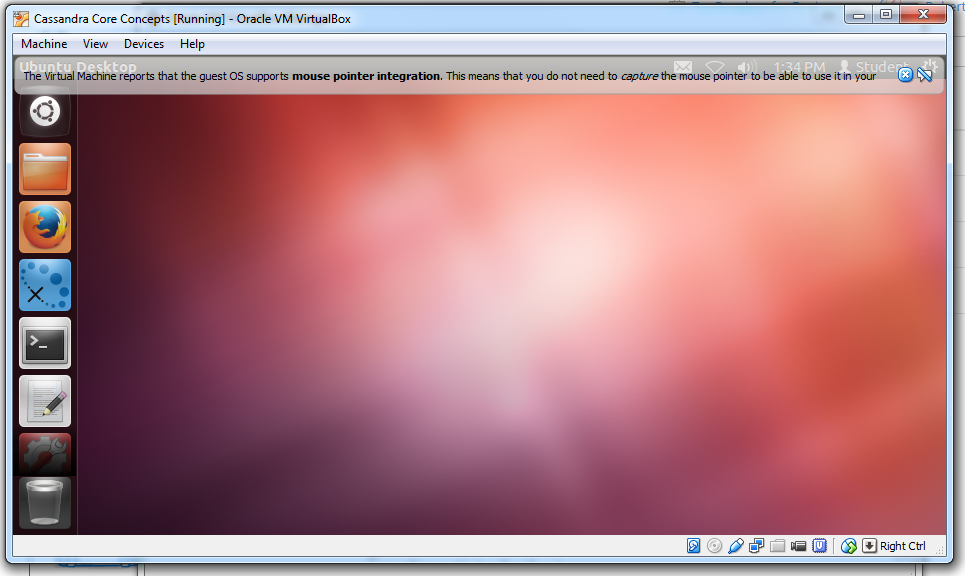 Cassandra Core Concepts [Running] - Oracle VM VirtualBox
Machine View Devices Help
Ubuntu Desktop 1:34 PM Student
The Virtual Machine reports that the guest OS supports mouse pointer integration. This means that you do not need to capture the mouse pointer to be able to use it in your
Right Ctrl